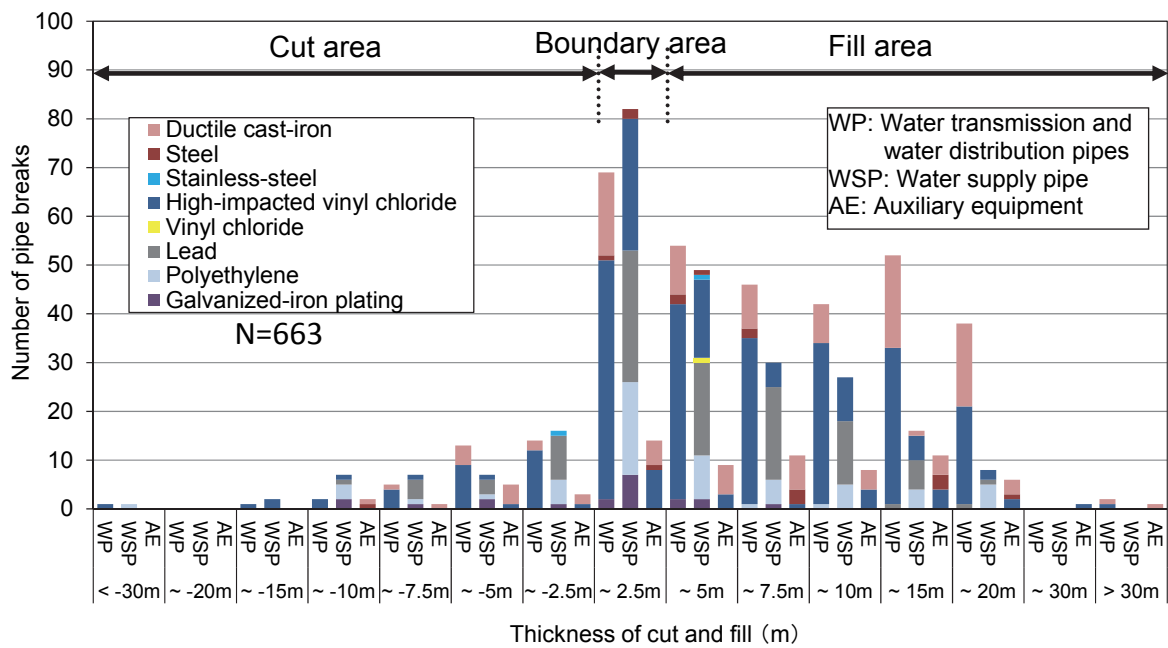 100
90
80
70
60
50
40
30
20
10
0
Number of pipe breaks
Cut area
Boundary area
Fill area
Ductile cast-iron
Steel
Stainless-steel
High-impacted vinyl chloride
Vinyl chloride
Lead
Polyethylene
Galvanized-iron plating
N=663
WP: Water transmission and
water distribution pipes
WSP: Water supply pipe
AE: Auxiliary equipment
WP WSP AE WP WSP AE WP WSP AE WP WSP AE WP WSP AE WP WSP AE WP WSP AE WP WSP AE WP WSP AE WP WSP AE WP WSP AE WP WSP AE WP WSP AE WP WSP AE WP WSP AE
< -30m ~ -20m ~ -15m ~ -10m ~ -7.5m ~ -5m ~ -2.5m ~ 2.5m ~ 5m ~ 7.5m ~ 10m ~ 15m ~ 20m ~ 30m > 30m
Thickness of cut and fill（m）